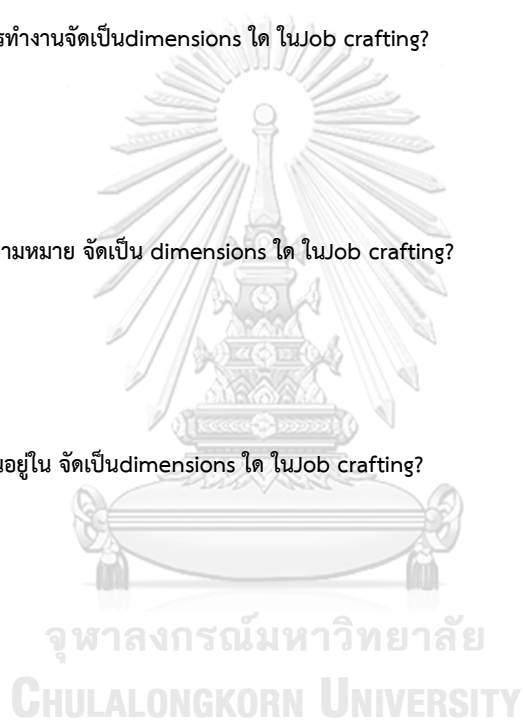 รทำงานจัดเป็นdimensions ใด ในJob crafting?
ามหมาย จัดเป็น dimensions ใด ในJob crafting?
นอยู่ใน จัดเป็นdimensions ใด ในJob crafting?
จุฬาลงกรณ์มหาวิทยาลัย
CHULALONGKORN UNIVERSITY